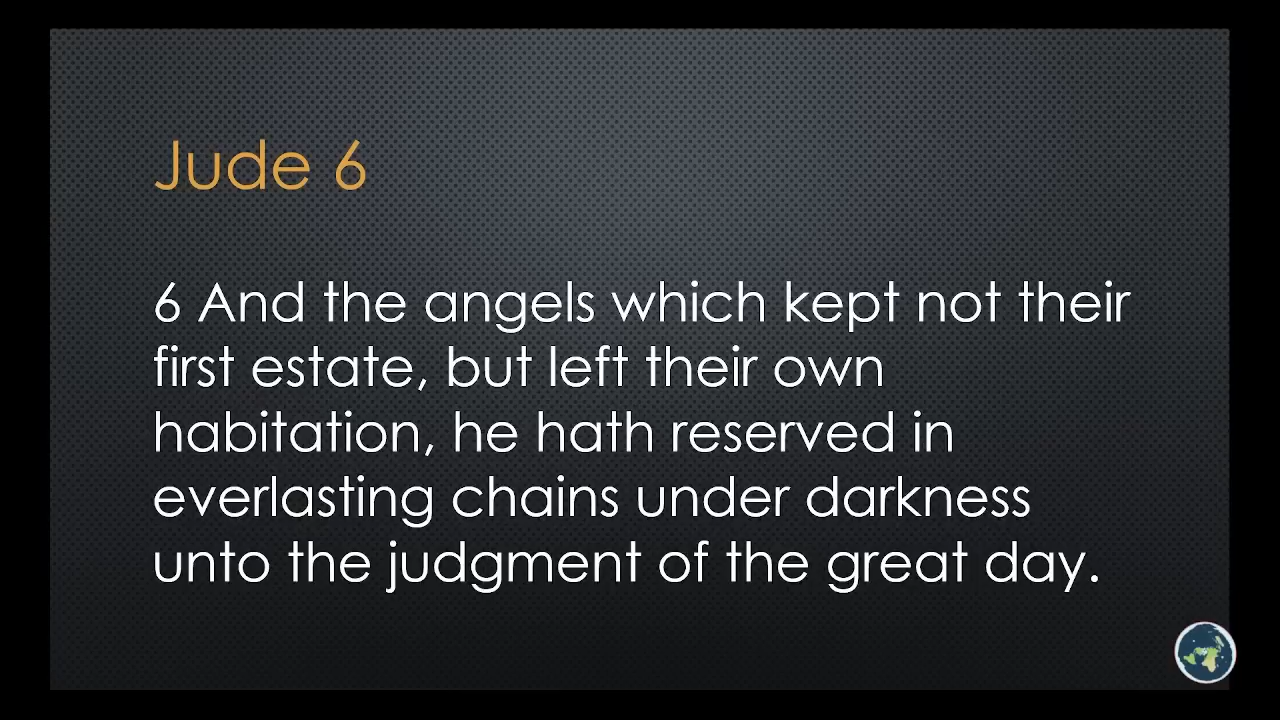 Jude 6
6 And the angels which kept not their
first estate, but left their own
habitation, he hath reserved in
everlasting chains under darkness
unto the judgment of the great day.